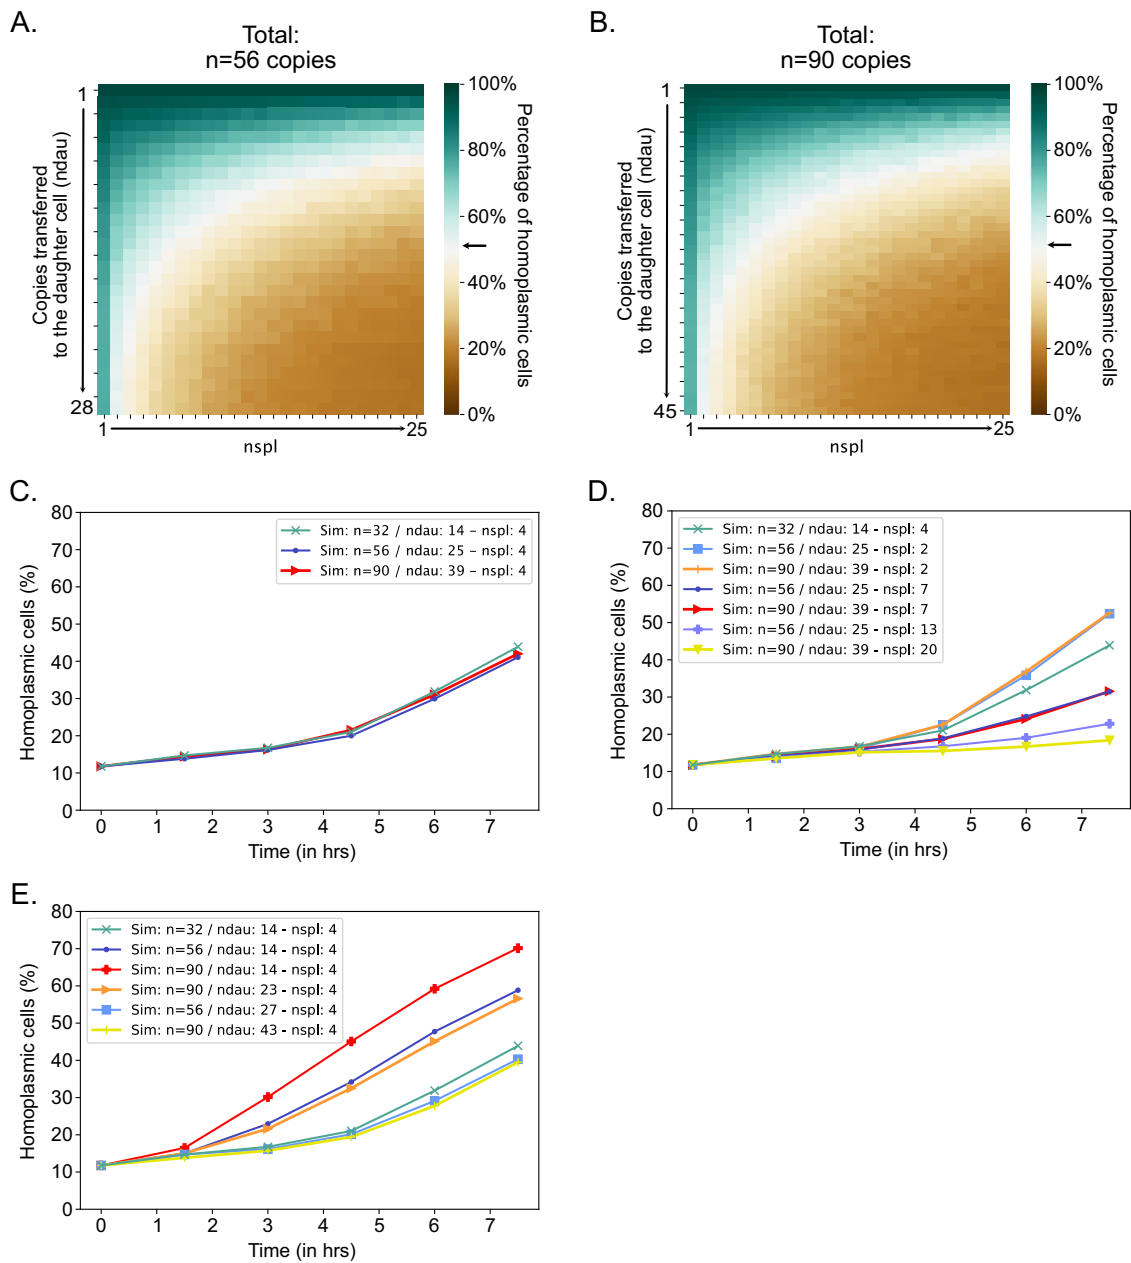 A.
Total:
n=56 copies
1
28
Copies transferred
to the daughter cell (ndau)
1
25
nspl
100%
80%
60%
40%
20%
0%
Percentage of homoplasmic cells
B.
Total:
n=90 copies
1
45
Copies transferred
to the daughter cell (ndau)
1
25
nspl
100%
80%
60%
40%
20%
0%
Percentage of homoplasmic cells
C.
80
70
60
50
40
30
20
10
0
Homoplasmic cells (%)
Sim: n=32 / ndau: 14 – nspl: 4
Sim: n=56 / ndau: 25 – nspl: 4
Sim: n=90 / ndau: 39 – nspl: 4
0 1 2 3 4 5 6 7
Time (in hrs)
D.
80
70
60
50
40
30
20
10
0
Homoplasmic cells (%)
Sim: n=32 / ndau: 14 - nspl: 4
Sim: n=56 / ndau: 25 - nspl: 2
Sim: n=90 / ndau: 39 - nspl: 2
Sim: n=56 / ndau: 25 - nspl: 7
Sim: n=90 / ndau: 39 - nspl: 7
Sim: n=56 / ndau: 25 - nspl: 13
Sim: n=90 / ndau: 39 - nspl: 20
0 1 2 3 4 5 6 7
Time (in hrs)
E.
80
70
60
50
40
30
20
10
0
Homoplasmic cells (%)
Sim: n=32 / ndau: 14 - nspl: 4
Sim: n=56 / ndau: 14 - nspl: 4
Sim: n=90 / ndau: 14 - nspl: 4
Sim: n=90 / ndau: 23 - nspl: 4
Sim: n=56 / ndau: 27 - nspl: 4
Sim: n=90 / ndau: 43 - nspl: 4
0 1 2 3 4 5 6 7
Time (in hrs)